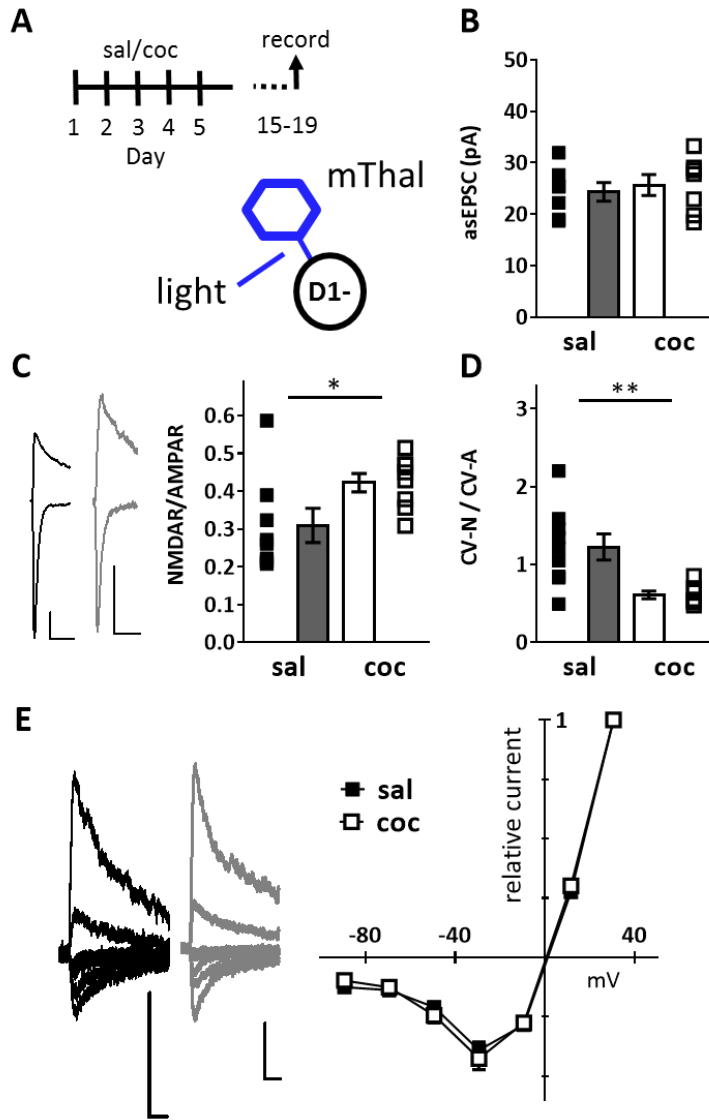 A
sal/coc
record
1 2 3 4 5 15-19
Day
mThal
light
D1-
B
asEPSC (pA)
50
40
30
20
10
0
sal coc
C
NMDAR/AMPAR
0.6
0.5
0.4
0.3
0.2
0.1
0.0
*
sal coc
D
CV-N / CV-A
3
2
1
0
**
sal coc
E
sal
coc
relative current
1
-80 40
mV